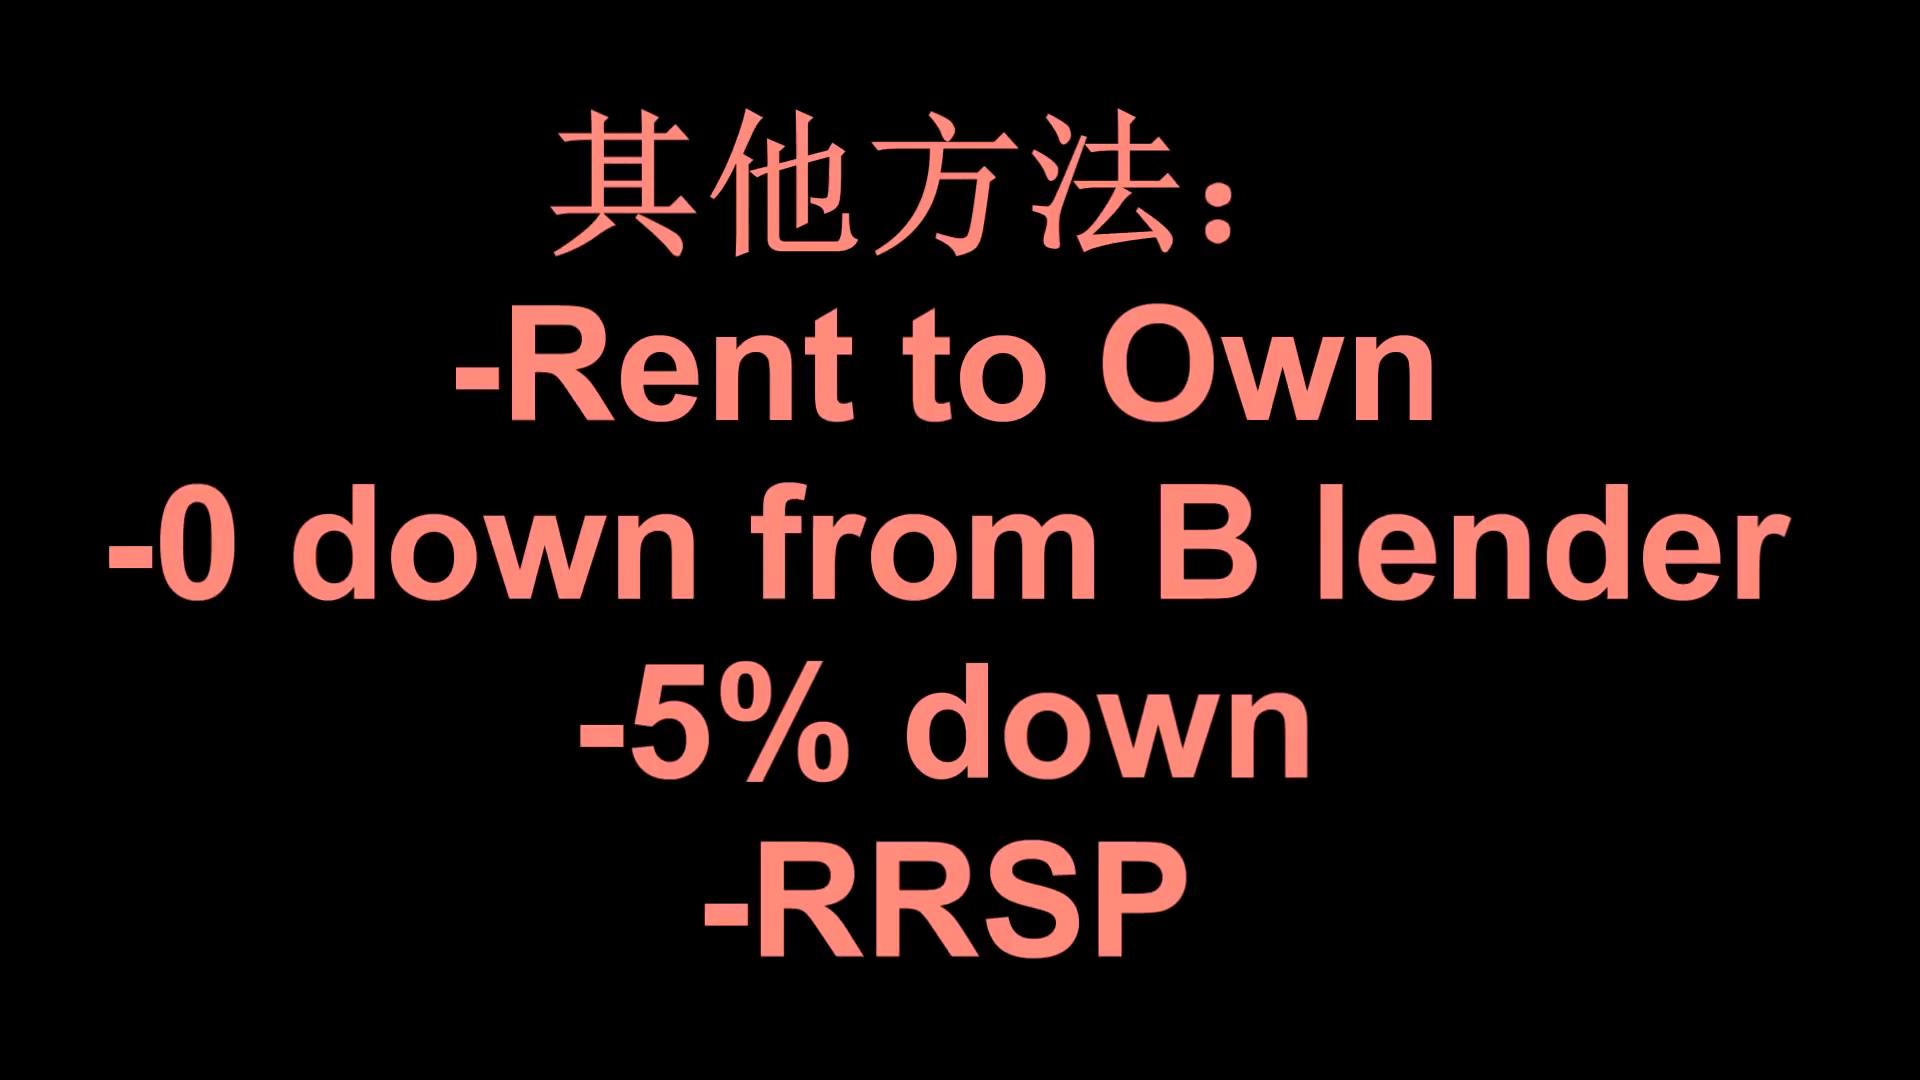 其他方法:
-Rent to Own
-0 down from B lender
-5% down
-RRSP